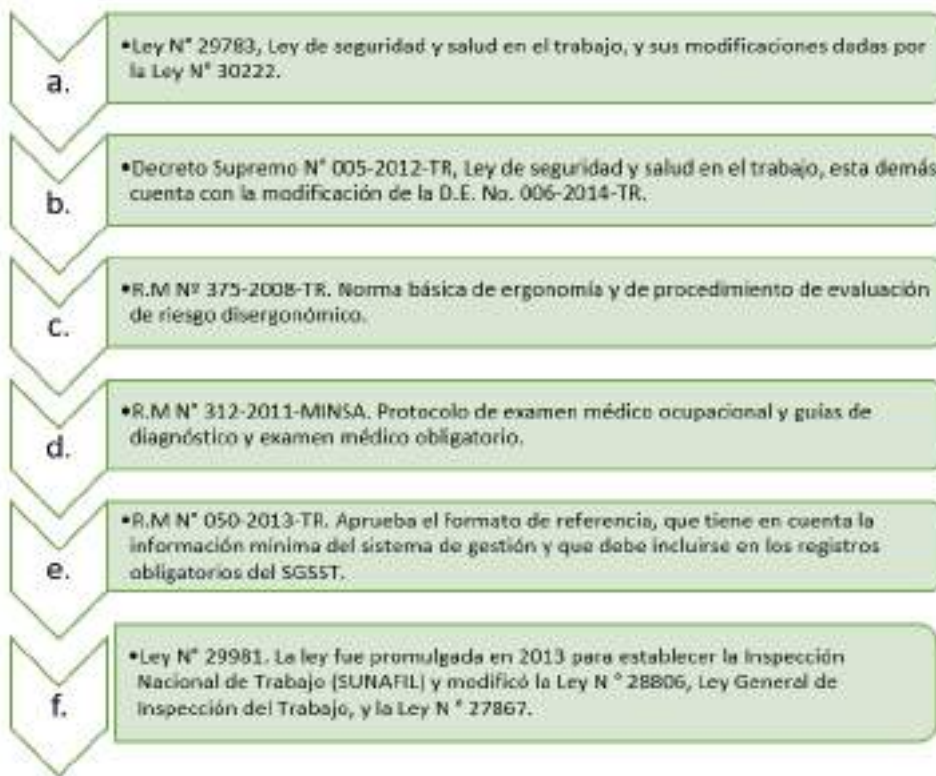 a.
•Ley N° 29783, Ley de seguridad y salud en el trabajo, y sus modificaciones dadas por
la Ley N° 30222.
b.
•Decreto Supremo N° 005-2012-TR, Ley de seguridad y salud en el trabajo, esta demás
cuenta con la modificación de la D.E. No. 006-2014-TR.
c.
•R.M Nº 375-2008-TR. Norma básica de ergonomía y de procedimiento de evaluación
de riesgo disergonómico.
d.
•R.M N° 312-2011-MINSA. Protocolo de examen médico ocupacional y guías de
diagnóstico y examen médico obligatorio.
e.
•R.M N° 050-2013-TR. Aprueba el formato de referencia, que tiene en cuenta la
información mínima del sistema de gestión y que debe incluirse en los registros
obligatorios del SGSST.
f.
•Ley N° 29981. La ley fue promulgada en 2013 para establecer la Inspección
Nacional de Trabajo (SUNAFIL) y modificó la Ley N ° 28806, Ley General de
Inspección del Trabajo, y la Ley N ° 27867.